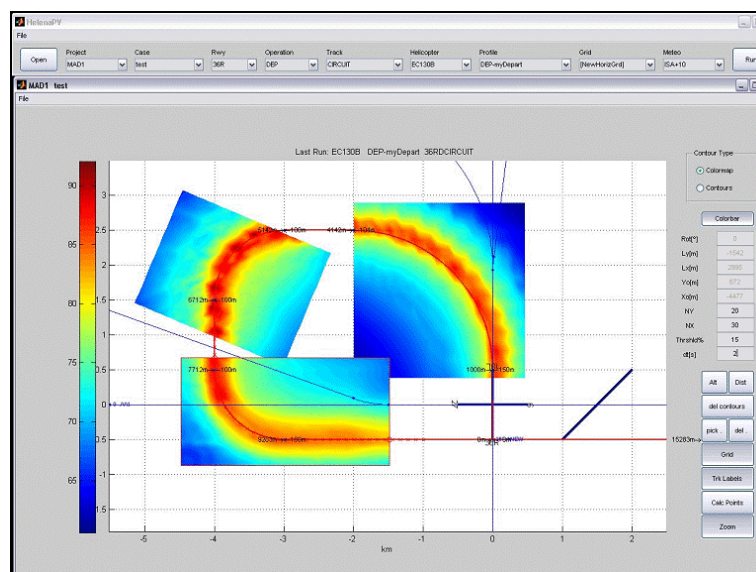 HelenaPY
File
Open
Project Case Rwy Operation Track Helicopter Profile Grid Meteo
MAD1 test 36R DEP CIRCUIT EC130B DEP-myDepart [NewHorizGrd] ISA+10
Run
MAD1 test
File
Last Run: EC130B DEP-myDepart 36RDCIRCUIT
Contour Type
Colormap
Contours
Colorbar
Rot[°] 0
Ly[m] -1542
Lx[m]
Yo[m] 672
Xo[m] -4477
NY 20
NX 30
Thrshld% 15
dt[s] 2
Alt Dist
del contours
pick . del .
Grid
Trk Labels
Calc Points
Zoom
90
85
80
75
70
65
3
2.5
2
1.5
1
0.5
0
0.5
1
1.5
-5 -4 -3 -2 -1 0 1 2
km
5142m 100m
4142m
6712m 100m
7712m
1008m 150m
15283m